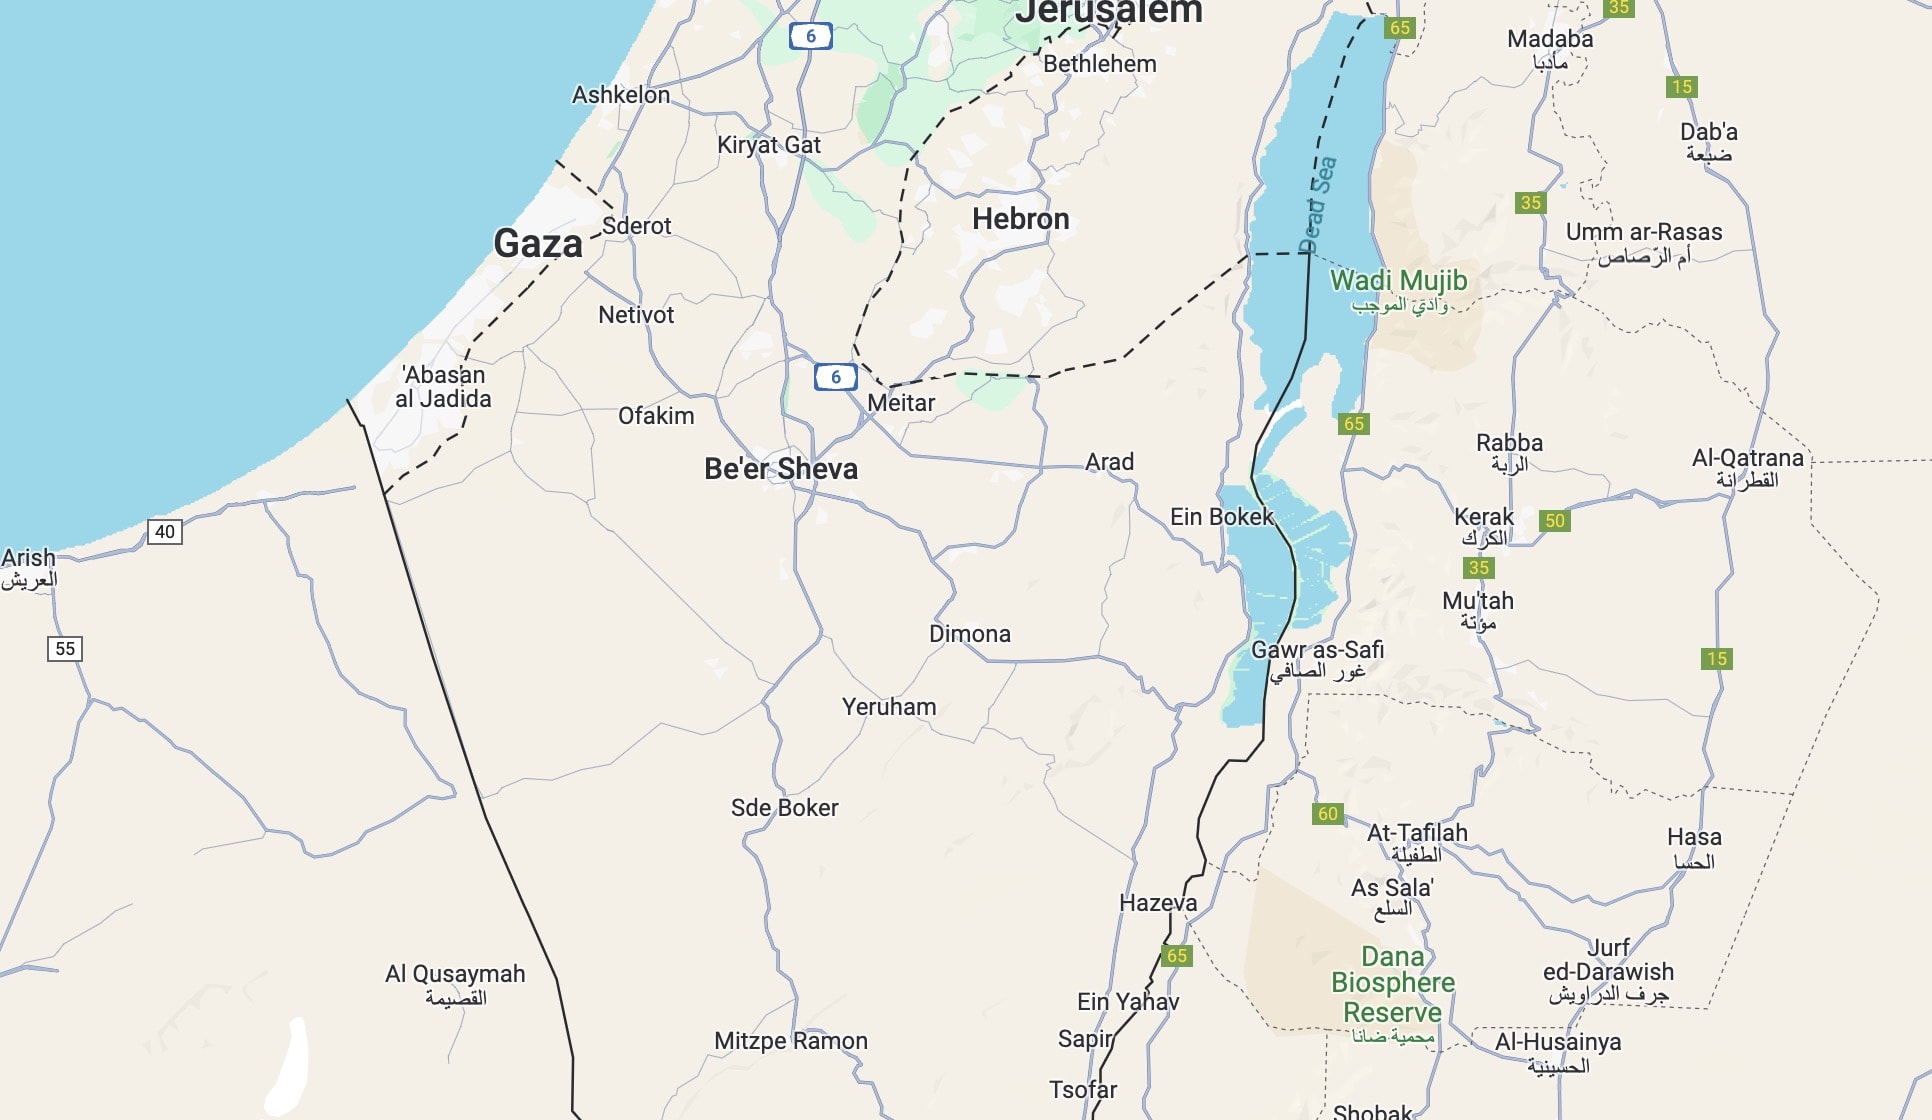 Jerusalem
35
6
65
Madaba
مادبا
Bethlehem
15
Ashkelon
Dab'a
ضبعة
Kiryat Gat
Dead Sea
35
Hebron
Sderot
Gaza
Umm ar-Rasas
أم الرّصاص
Wadi Mujib
وادي الموجب
Netivot
6
'Abasan
al Jadida
Meitar
Ofakim
65
Rabba
الربة
Al-Qatrana
القطرانة
Be'er Sheva
Arad
Ein Bokek
Kerak
الكرك
50
40
Arish
العريش
35
Mu'tah
مؤتة
Dimona
55
Gawr as-Safi
غور الصافي
15
Yeruham
Sde Boker
60
At-Tafilah
الطفيلة
Hasa
الحسا
As Sala'
السلع
Hazeva
65
Dana
Biosphere
Reserve
محمية ضانا
Jurf
ed-Darawish
جرف الدراويش
Al Qusaymah
القصيمة
Ein Yahav
Mitzpe Ramon
Sapir
Al-Husainya
الحسينية
Tsofar
Shobak